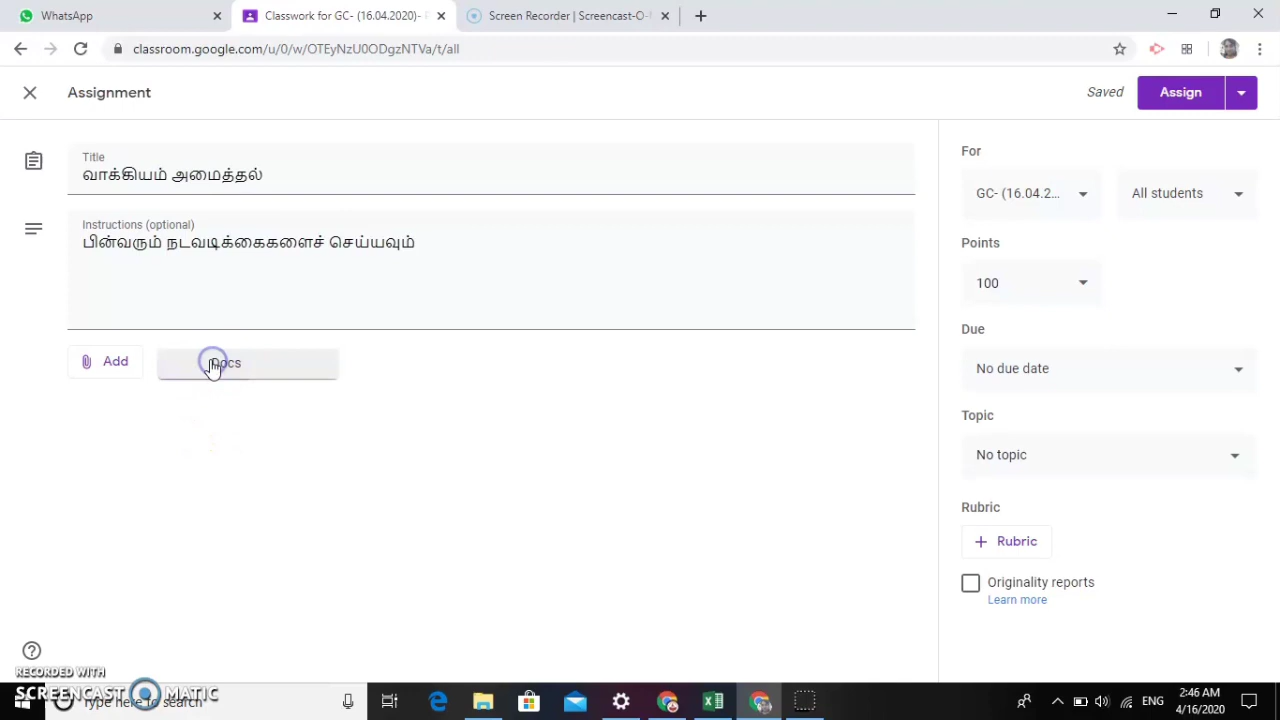 WhatsApp
Classwork for GC- (16.04.2020)-
Screen Recorder | Screencast-O-
classroom.google.com/u/0/w/OTEyNzU0ODgzNTVa/t/all
Assignment
Saved
Assign
Title
வாக்கியம் அமைத்தல்
Instructions (optional)
பின்வரும் நடவடிக்கைகளைச் செய்யவும்
Add
Docs
For
GC- (16.04.2...
All students
Points
100
Due
No due date
Topic
No topic
Rubric
+ Rubric
Originality reports
Learn more
RECORDED WITH
SCREENCAST MATIC
Type here to search
ENG
2:46 AM
4/16/2020